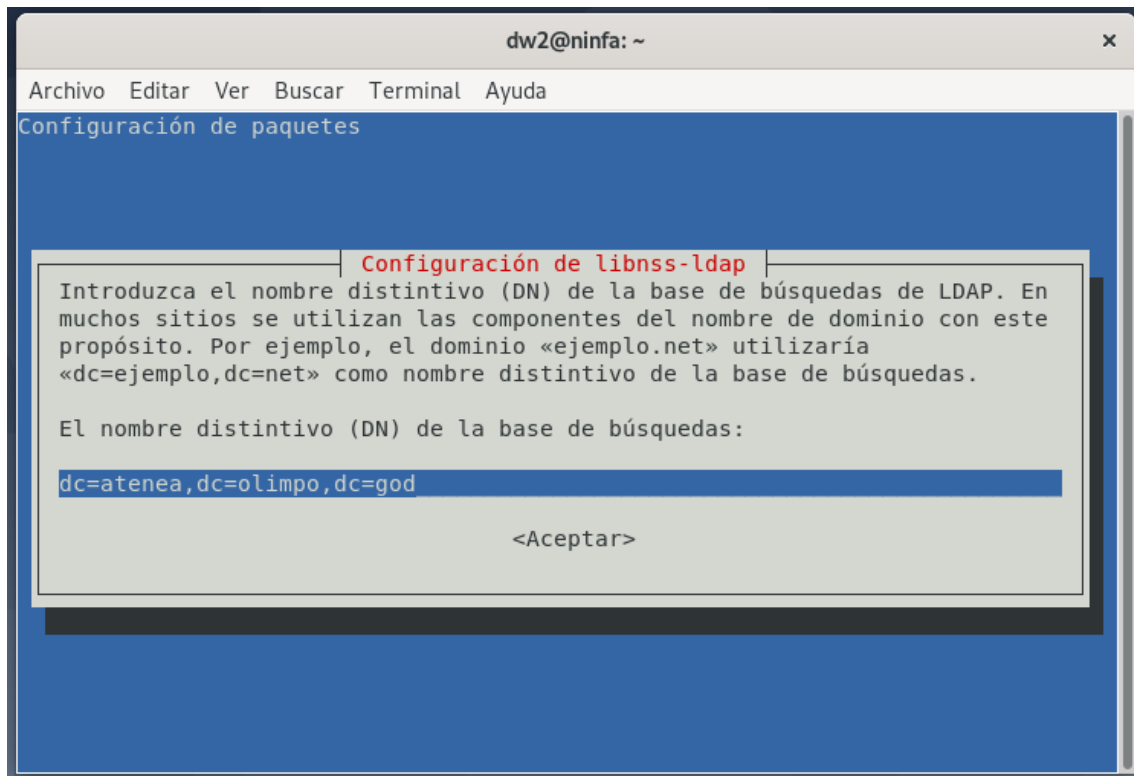 dw2@ninfa: ~ ×
Archivo Editar Ver Buscar Terminal Ayuda
Configuración de paquetes
Configuración de libnss-ldap
Introduzca el nombre distintivo (DN) de la base de búsquedas de LDAP. En
muchos sitios se utilizan las componentes del nombre de dominio con este
propósito. Por ejemplo, el dominio «ejemplo.net» utilizaría
«dc=ejemplo,dc=net» como nombre distintivo de la base de búsquedas.
El nombre distintivo (DN) de la base de búsquedas:
dc=atenea,dc=olimpo,dc=god
<Aceptar>